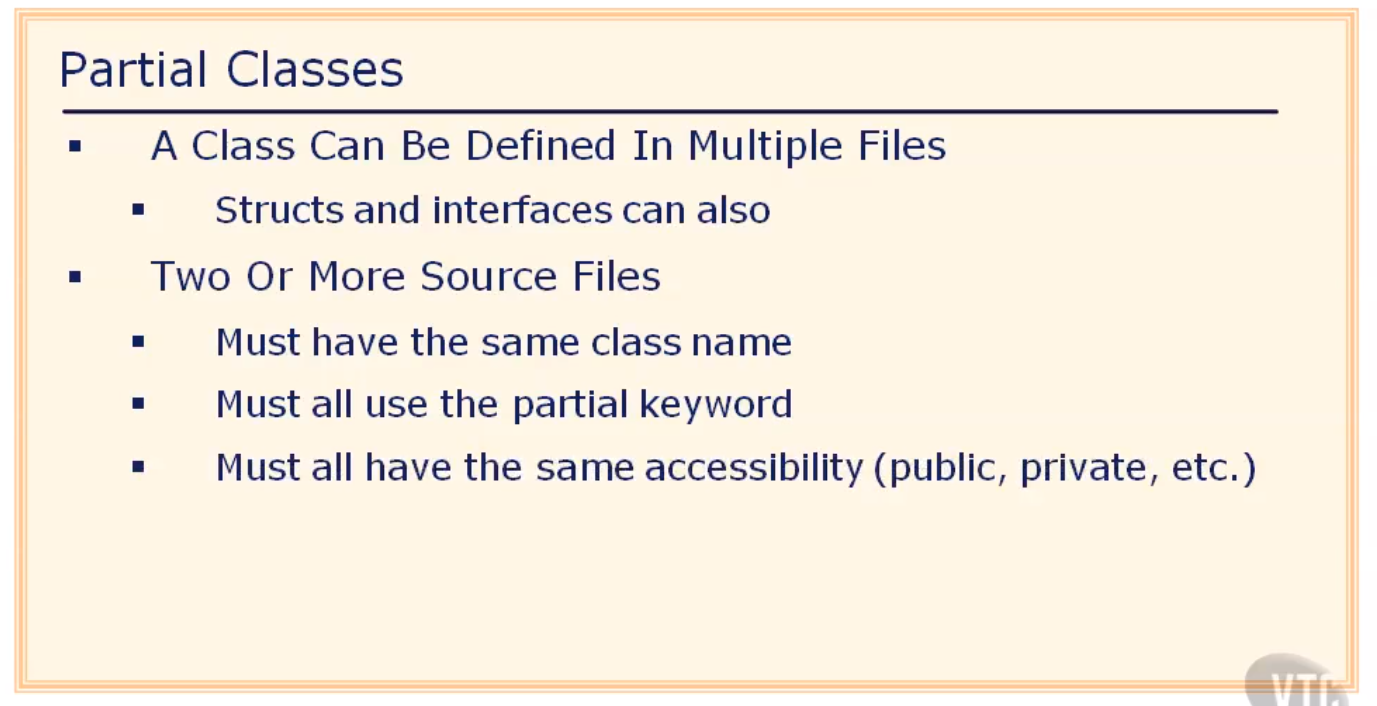 Partial Classes
▪ A Class Can Be Defined In Multiple Files
▪ Structs and interfaces can also
▪ Two Or More Source Files
▪ Must have the same class name
▪ Must all use the partial keyword
▪ Must all have the same accessibility (public, private, etc.)
VTC